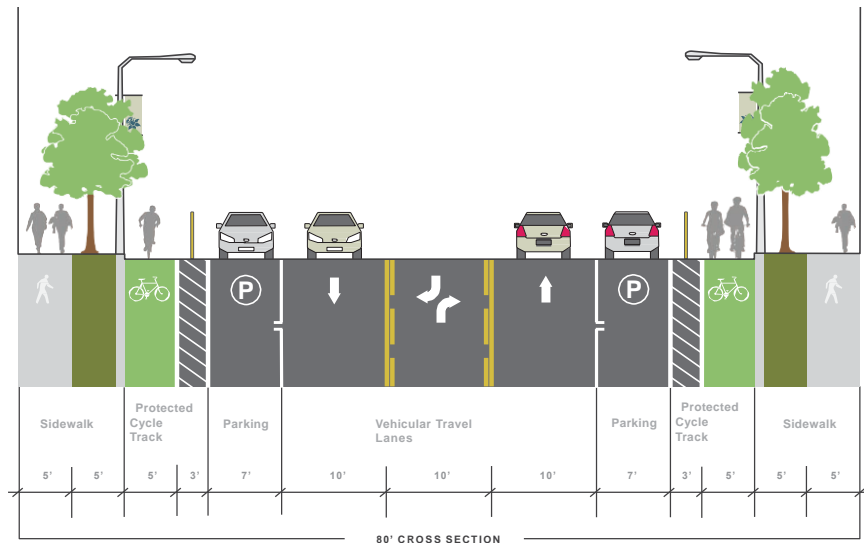 P
P
Sidewalk
Protected
Cycle
Track
Parking
Vehicular Travel
Lanes
Parking
Protected
Cycle
Track
Sidewalk
5' 5' 5' 3' 7' 10' 10' 10' 7' 3' 5' 5' 5'
80' CROSS SECTION